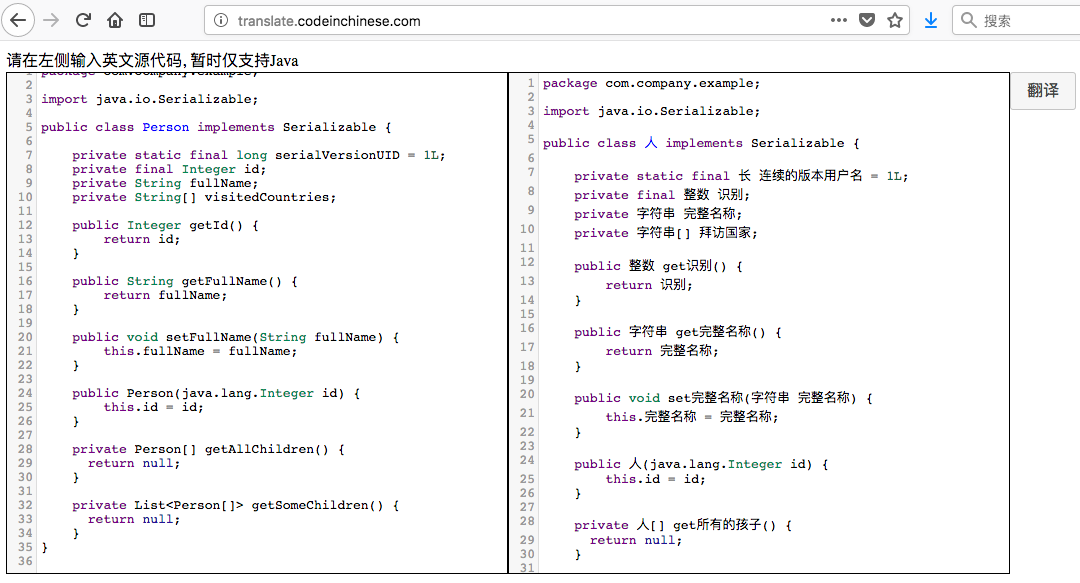 translate.codeinchinese.com
搜索
请在左侧输入英文源代码,暂时仅支持Java
翻译
1 package com.company.example;
2
3 import java.io.Serializable;
4
5 public class Person implements Serializable {
6
7     private static final long serialVersionUID = 1L;
8     private final Integer id;
9     private String fullName;
10     private String[] visitedCountries;
11
12     public Integer getId() {
13         return id;
14     }
15
16     public String getFullName() {
17         return fullName;
18     }
19
20     public void setFullName(String fullName) {
21         this.fullName = fullName;
22     }
23
24     public Person(java.lang.Integer id) {
25         this.id = id;
26     }
27
28     private Person[] getAllChildren() {
29       return null;
30     }
31
32     private List<Person[]> getSomeChildren() {
33       return null;
34     }
35 }
36
1 package com.company.example;
2
3 import java.io.Serializable;
4
5 public class 人 implements Serializable {
6
7     private static final 长 连续的版本用户名 = 1L;
8     private final 整数 识别;
9     private 字符串 完整名称;
10     private 字符串[] 拜访国家;
11
12     public 整数 get识别() {
13         return 识别;
14     }
15
16     public 字符串 get完整名称() {
17         return 完整名称;
18     }
19
20     public void set完整名称(字符串 完整名称) {
21         this.完整名称 = 完整名称;
22     }
23
24     public 人(java.lang.Integer id) {
25         this.id = id;
26     }
27
28     private 人[] get所有的孩子() {
29       return null;
30     }
31